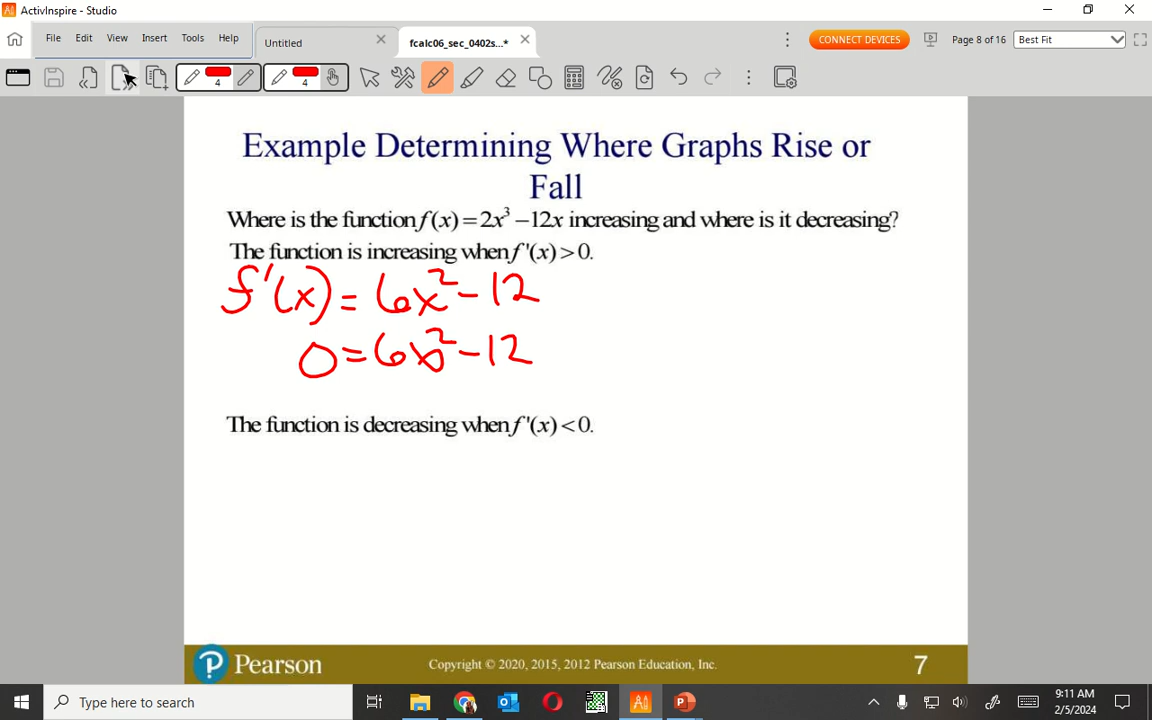 ActivInspire - Studio
File Edit View Insert Tools Help
Untitled
fcalc06_sec_0402s...*
CONNECT DEVICES
Page 8 of 16
Best Fit
4
4
Example Determining Where Graphs Rise or
Fall
Where is the function f(x) = 2x³ − 12x increasing and where is it decreasing?
The function is increasing when f '(x) > 0.
f'(x) = 6x² − 12
0 = 6x² − 12
The function is decreasing when f '(x) < 0.
Pearson
Copyright © 2020, 2015, 2012 Pearson Education, Inc.
7
Type here to search
9:11 AM
2/5/2024